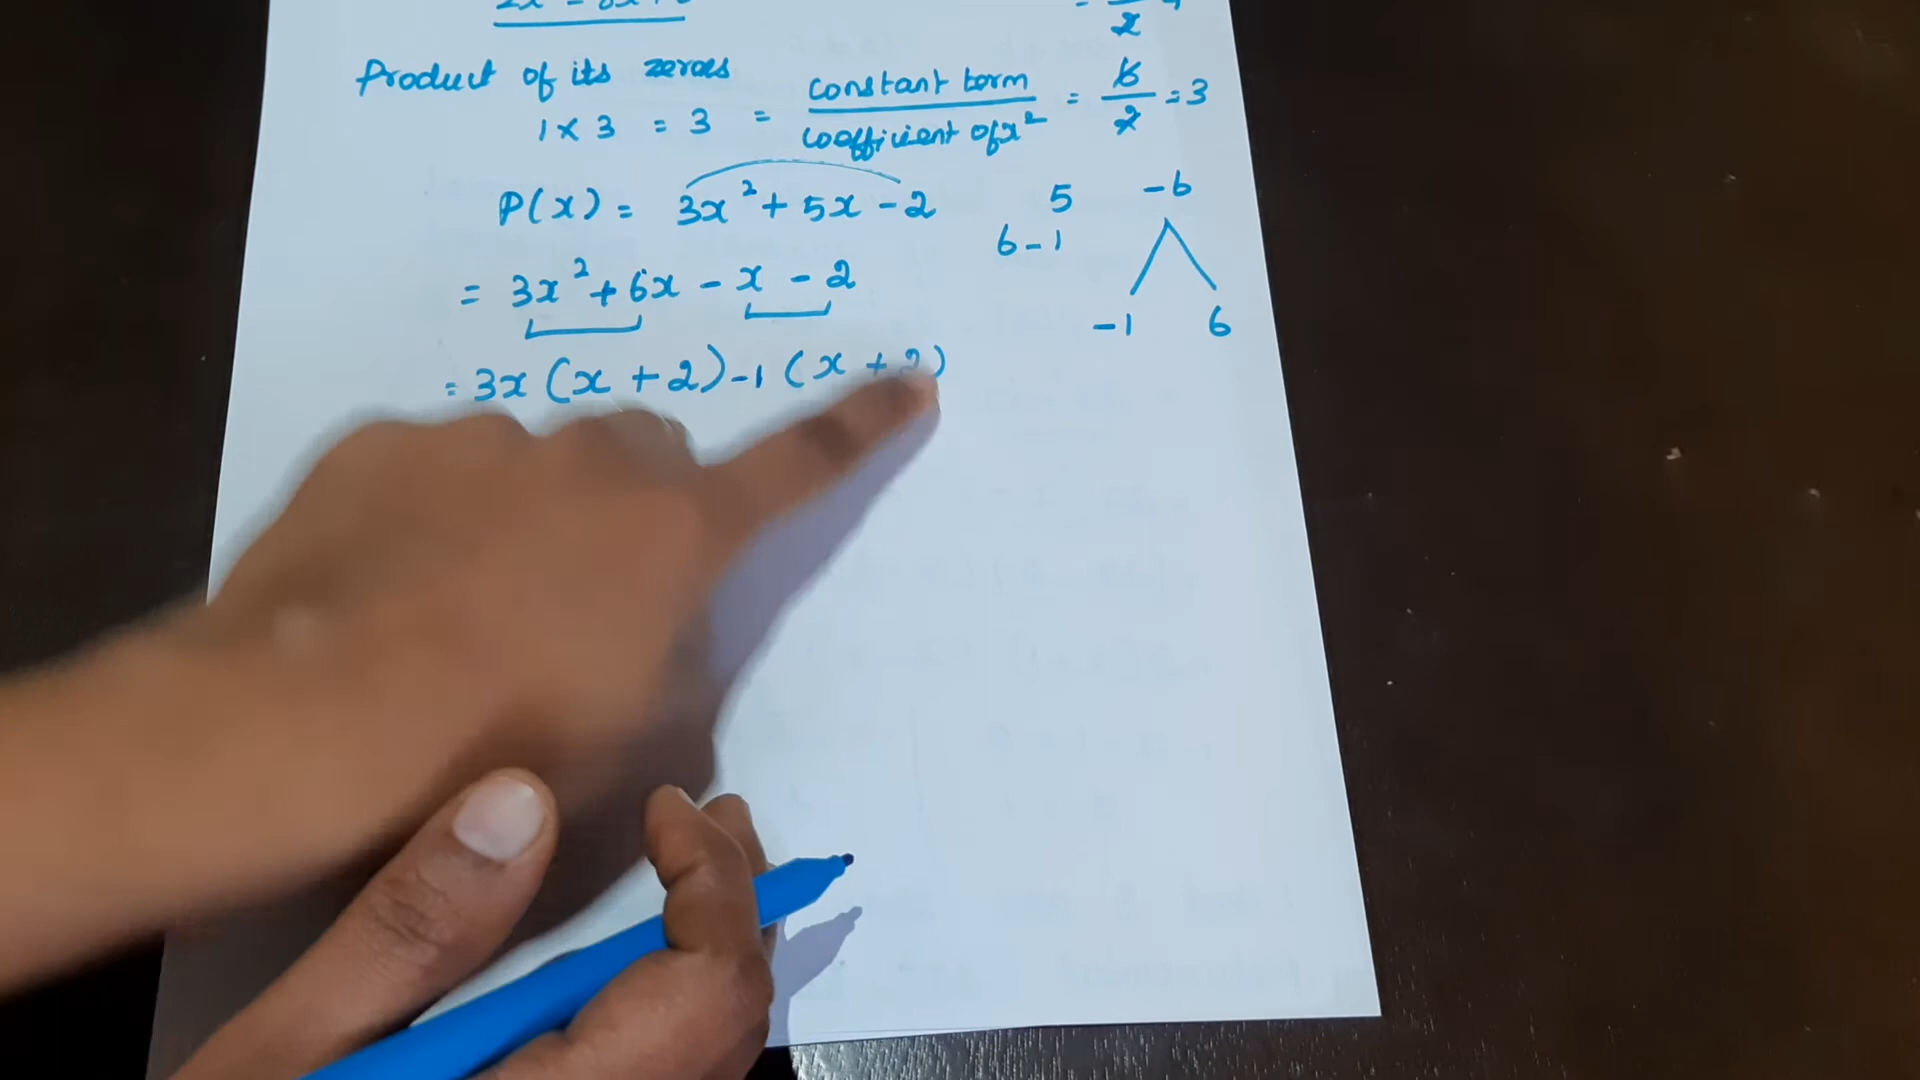 Product of its zeroes
1 × 3 = 3 = constant term / coefficient of x² = 6/2 = 3
P(x) = 3x² + 5x - 2
5 -6
6 - 1
= 3x² + 6x - x - 2
-1 6
= 3x (x + 2) - 1 (x + 2)